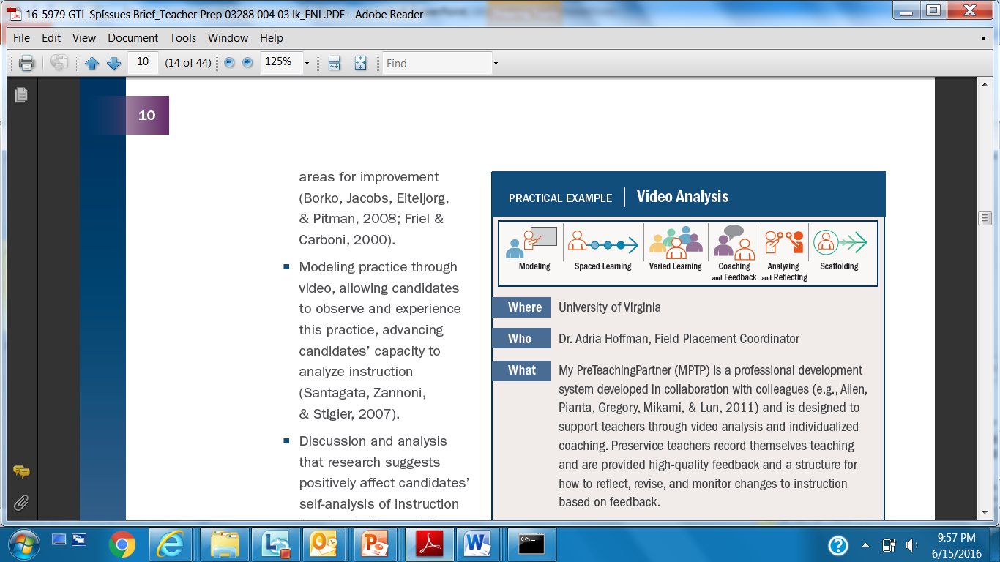 16-5979 GTL SpIssues Brief_Teacher Prep 03288 004 03 lk_FNL.PDF - Adobe Reader
File Edit View Document Tools Window Help
10 (14 of 44) 125% Find
10
areas for improvement
(Borko, Jacobs, Eiteljorg,
& Pitman, 2008; Friel &
Carboni, 2000).
Modeling practice through
video, allowing candidates
to observe and experience
this practice, advancing
candidates’ capacity to
analyze instruction
(Santagata, Zannoni,
& Stigler, 2007).
Discussion and analysis
that research suggests
positively affect candidates’
self-analysis of instruction
PRACTICAL EXAMPLE | Video Analysis
Modeling
Spaced Learning
Varied Learning
Coaching
and Feedback
Analyzing
and Reflecting
Scaffolding
Where University of Virginia
Who Dr. Adria Hoffman, Field Placement Coordinator
What My PreTeachingPartner (MPTP) is a professional development
system developed in collaboration with colleagues (e.g., Allen,
Pianta, Gregory, Mikami, & Lun, 2011) and is designed to
support teachers through video analysis and individualized
coaching. Preservice teachers record themselves teaching
and are provided high-quality feedback and a structure for
how to reflect, revise, and monitor changes to instruction
based on feedback.
9:57 PM
6/15/2016